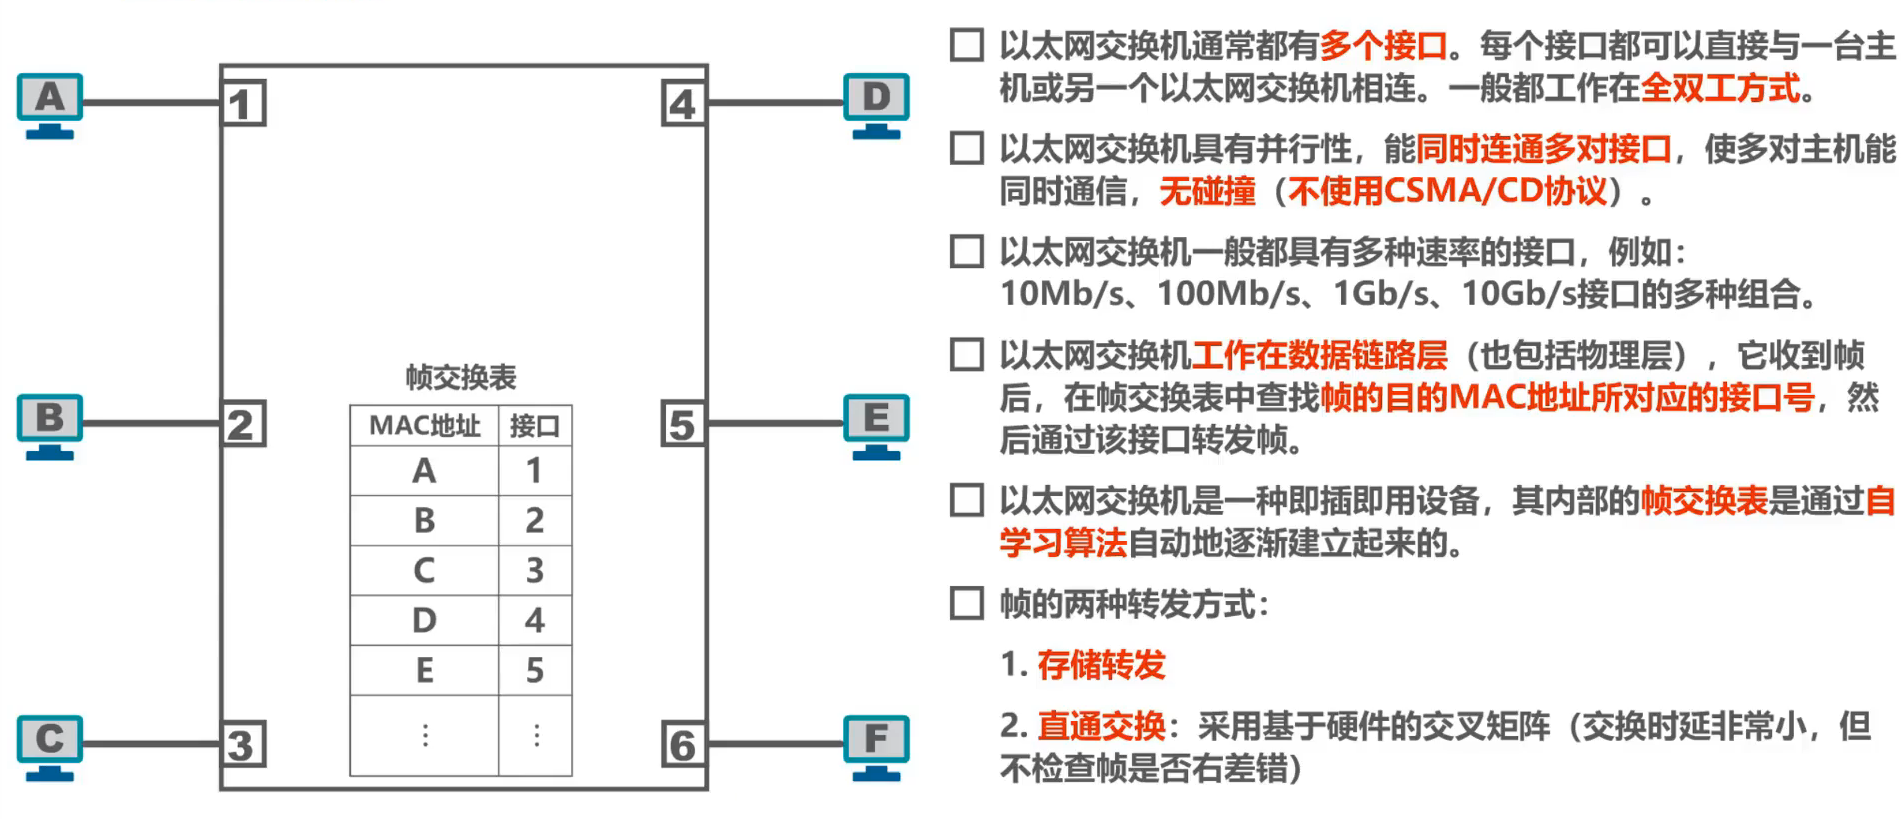 A
1
4
D
B
2
5
E
C
3
6
F
帧交换表
MAC地址 接口
A 1
B 2
C 3
D 4
E 5
⋮ ⋮
以太网交换机通常都有多个接口。每个接口都可以直接与一台主
机或另一个以太网交换机相连。一般都工作在全双工方式。
以太网交换机具有并行性，能同时连通多对接口，使多对主机能
同时通信，无碰撞（不使用CSMA/CD协议）。
以太网交换机一般都具有多种速率的接口，例如：
10Mb/s、100Mb/s、1Gb/s、10Gb/s接口的多种组合。
以太网交换机工作在数据链路层（也包括物理层），它收到帧
后，在帧交换表中查找帧的目的MAC地址所对应的接口号，然
后通过该接口转发帧。
以太网交换机是一种即插即用设备，其内部的帧交换表是通过自
学习算法自动地逐渐建立起来的。
帧的两种转发方式：
1. 存储转发
2. 直通交换：采用基于硬件的交叉矩阵（交换时延非常小，但
不检查帧是否右差错）